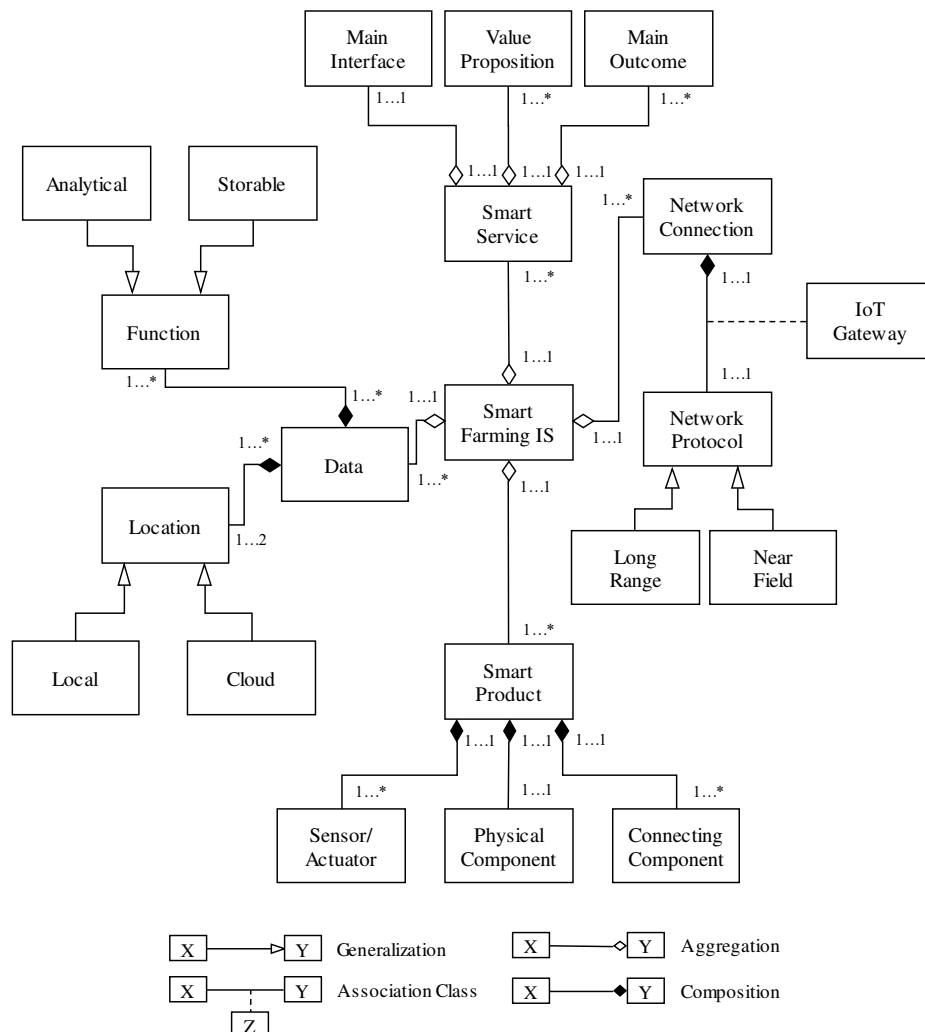 Main
Interface
Value
Proposition
Main
Outcome
1...1
1...*
1...*
Analytical
Storable
1...1
1...1
1...1
Smart
Service
1...*
Network
Connection
1...*
1...1
IoT
Gateway
Function
1...*
1...1
1...*
1...1
Smart
Farming IS
1...1
1...1
Network
Protocol
1...*
Data
1...*
1...1
Location
1...2
Long
Range
Near
Field
Local
Cloud
1...*
Smart
Product
1...1
1...1
1...1
1...*
1...1
1...*
Sensor/
Actuator
Physical
Component
Connecting
Component
X
Y
Generalization
X
Y
Aggregation
X
Y
Association Class
X
Y
Composition
Z